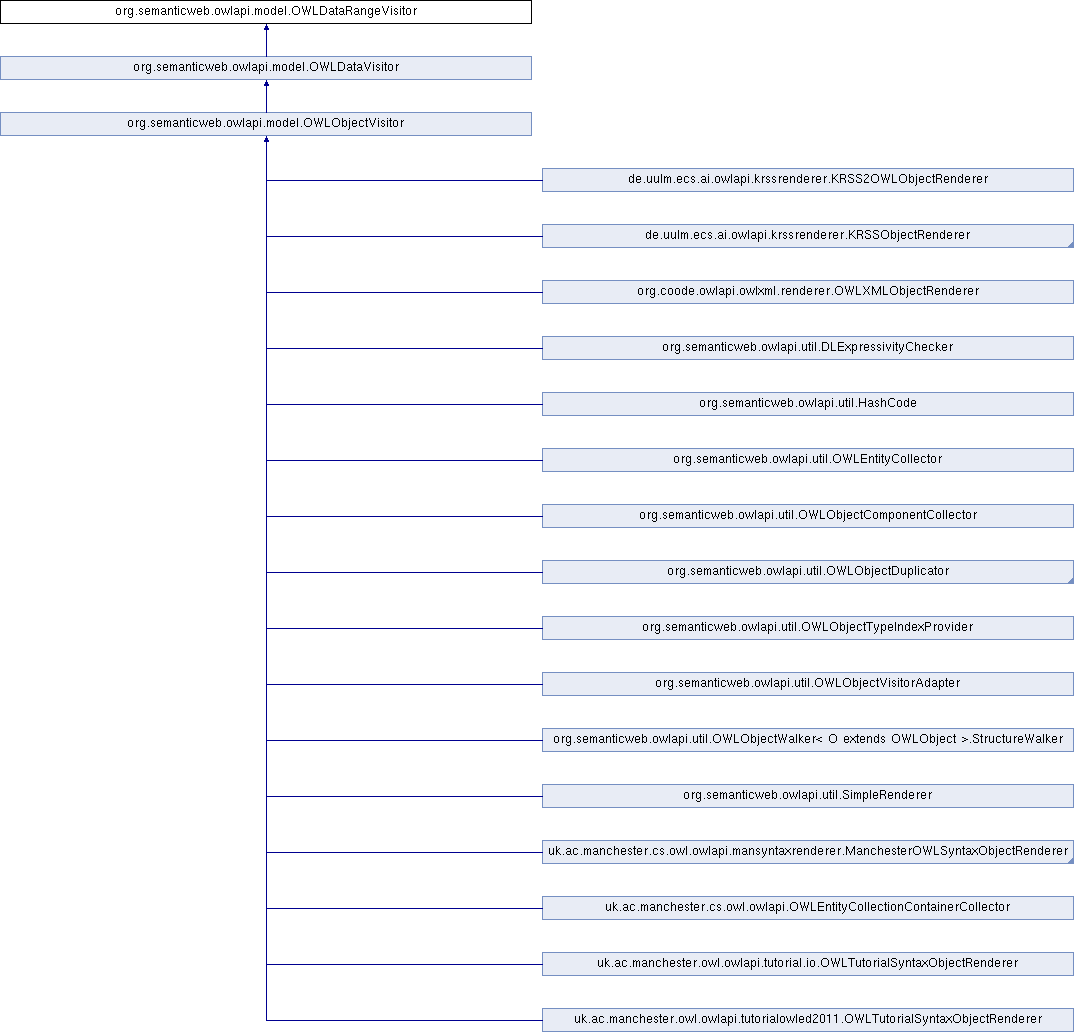 org.semanticweb.owlapi.model.OWLDataRangeVisitor
org.semanticweb.owlapi.model.OWLDataVisitor
org.semanticweb.owlapi.model.OWLObjectVisitor
de.uulm.ecs.ai.owlapi.krssrenderer.KRSS2OWLObjectRenderer
de.uulm.ecs.ai.owlapi.krssrenderer.KRSSObjectRenderer
org.coode.owlapi.owlxml.renderer.OWLXMLObjectRenderer
org.semanticweb.owlapi.util.DLExpressivityChecker
org.semanticweb.owlapi.util.HashCode
org.semanticweb.owlapi.util.OWLEntityCollector
org.semanticweb.owlapi.util.OWLObjectComponentCollector
org.semanticweb.owlapi.util.OWLObjectDuplicator
org.semanticweb.owlapi.util.OWLObjectTypeIndexProvider
org.semanticweb.owlapi.util.OWLObjectVisitorAdapter
org.semanticweb.owlapi.util.OWLObjectWalker< O extends OWLObject >.StructureWalker
org.semanticweb.owlapi.util.SimpleRenderer
uk.ac.manchester.cs.owl.owlapi.mansyntaxrenderer.ManchesterOWLSyntaxObjectRenderer
uk.ac.manchester.cs.owl.owlapi.OWLEntityCollectionContainerCollector
uk.ac.manchester.owl.owlapi.tutorial.io.OWLTutorialSyntaxObjectRenderer
uk.ac.manchester.owl.owlapi.tutorialowled2011.OWLTutorialSyntaxObjectRenderer